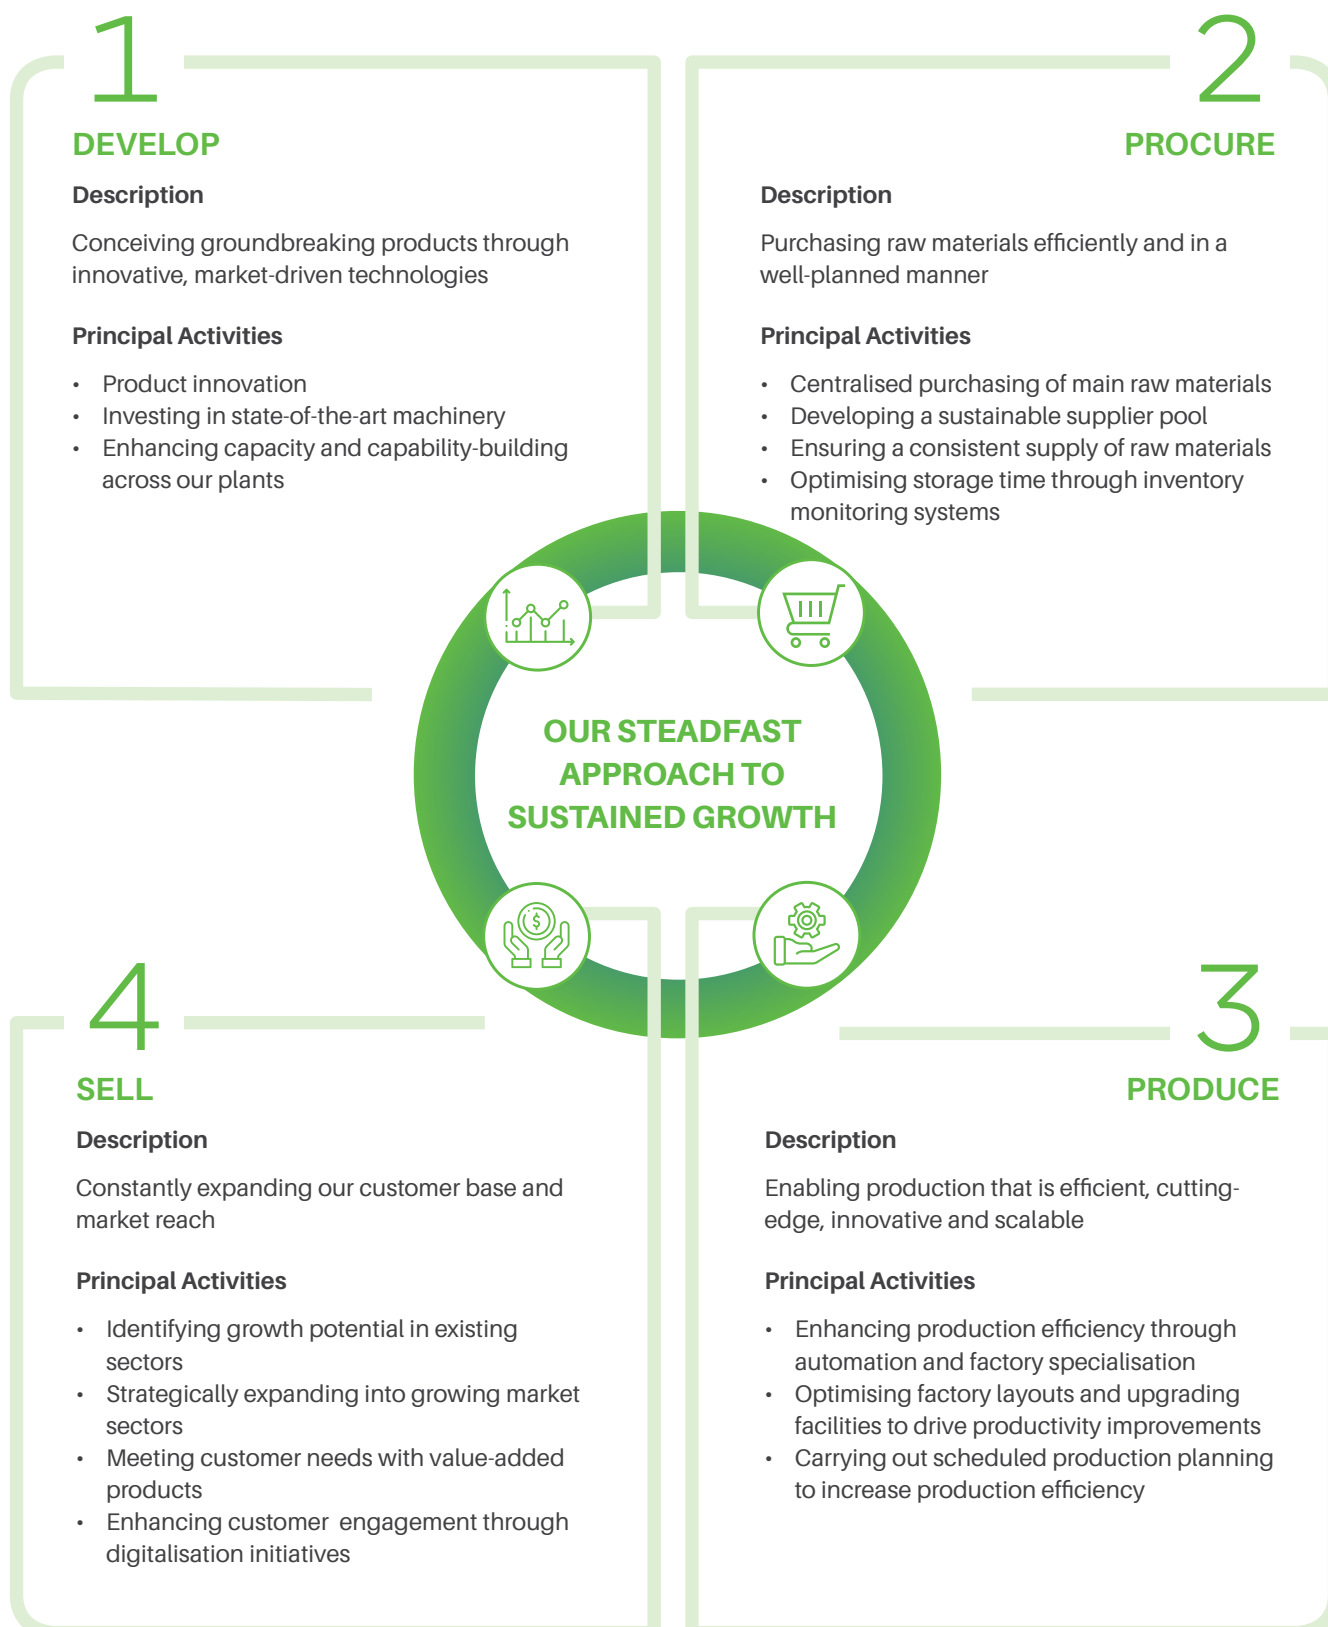 1
DEVELOP
Description
Conceiving groundbreaking products through
innovative, market-driven technologies
Principal Activities
• Product innovation
• Investing in state-of-the-art machinery
• Enhancing capacity and capability-building
across our plants
2
PROCURE
Description
Purchasing raw materials efficiently and in a
well-planned manner
Principal Activities
• Centralised purchasing of main raw materials
• Developing a sustainable supplier pool
• Ensuring a consistent supply of raw materials
• Optimising storage time through inventory
monitoring systems
OUR STEADFAST
APPROACH TO
SUSTAINED GROWTH
$
3
PRODUCE
Description
Enabling production that is efficient, cutting-
edge, innovative and scalable
Principal Activities
• Enhancing production efficiency through
automation and factory specialisation
• Optimising factory layouts and upgrading
facilities to drive productivity improvements
• Carrying out scheduled production planning
to increase production efficiency
4
SELL
Description
Constantly expanding our customer base and
market reach
Principal Activities
• Identifying growth potential in existing
sectors
• Strategically expanding into growing market
sectors
• Meeting customer needs with value-added
products
• Enhancing customer engagement through
digitalisation initiatives